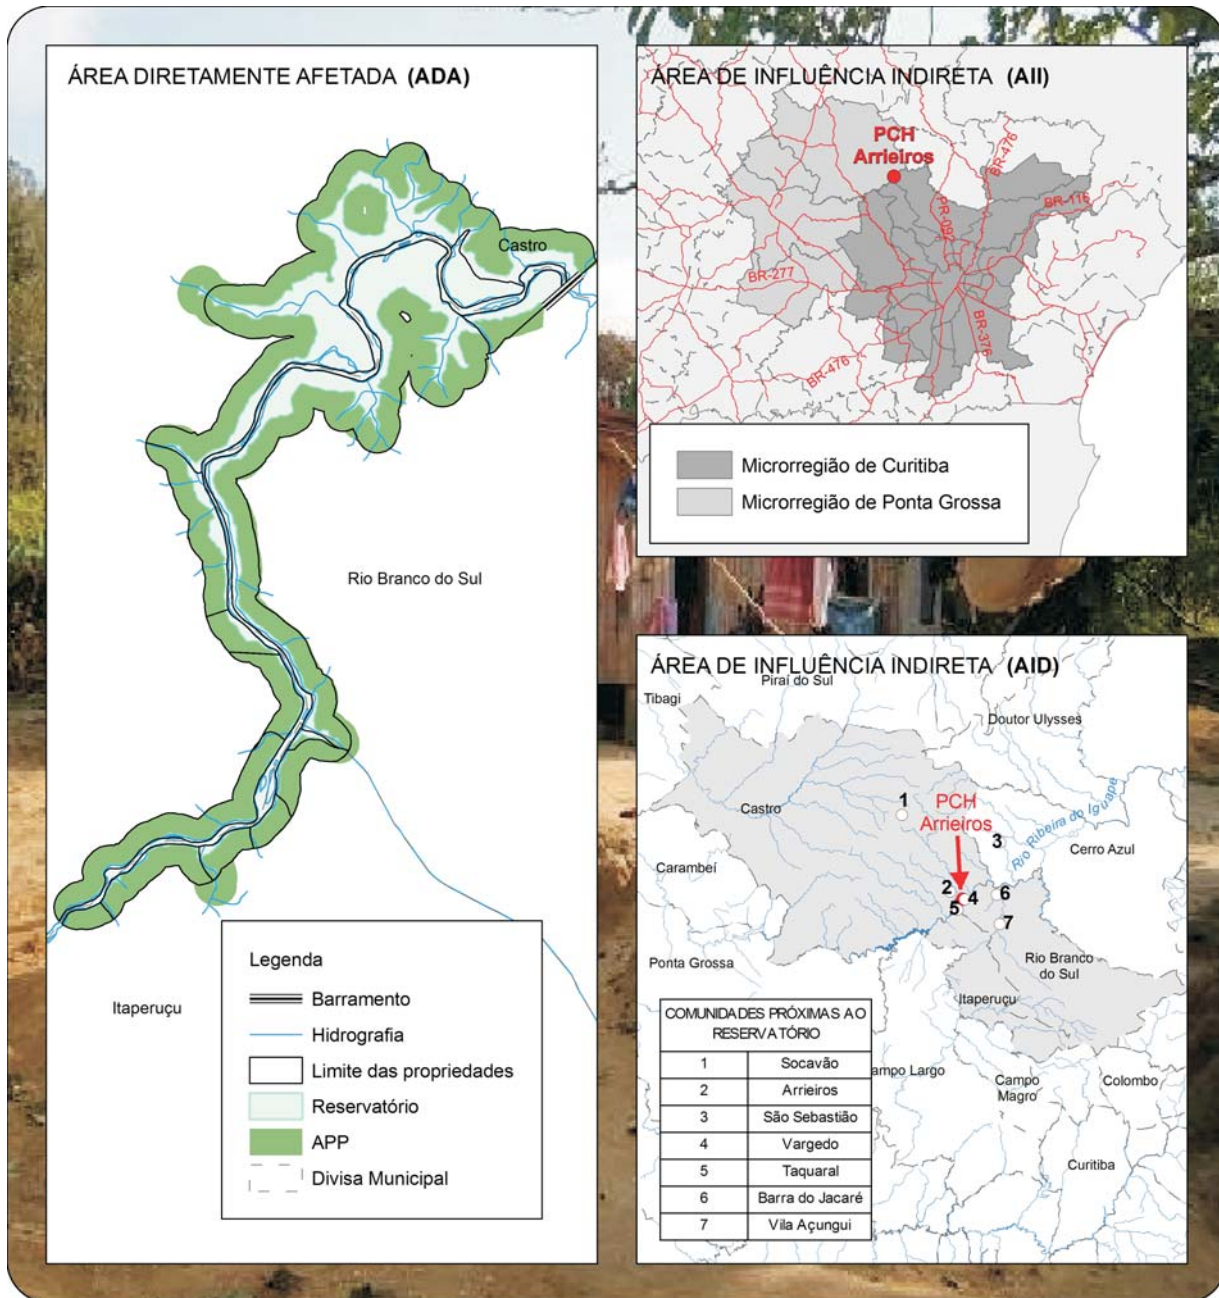 ÁREA DIRETAMENTE AFETADA (ADA)
Castro
Rio Branco do Sul
Itaperuçu
Legenda
Barramento
Hidrografia
Limite das propriedades
Reservatório
APP
Divisa Municipal
ÁREA DE INFLUÊNCIA INDIRETA (AII)
PCH
Arrieiros
BR-476
BR-116
PR-092
BR-277
BR-376
BR-476
Microrregião de Curitiba
Microrregião de Ponta Grossa
ÁREA DE INFLUÊNCIA INDIRETA (AID)
Piraí do Sul
Tibagi
Doutor Ulysses
Castro
1
PCH
Arrieiros
3
Rio Ribeira do Iguape
Cerro Azul
Carambeí
2
4
6
5
7
Ponta Grossa
Rio Branco
do Sul
Itaperuçu
COMUNIDADES PRÓXIMAS AO
RESERVATÓRIO
1 Socavão
2 Arrieiros
3 São Sebastião
4 Vargedo
5 Taquaral
6 Barra do Jacaré
7 Vila Açungui
ampo Largo
Campo
Magro
Colombo
Curitiba